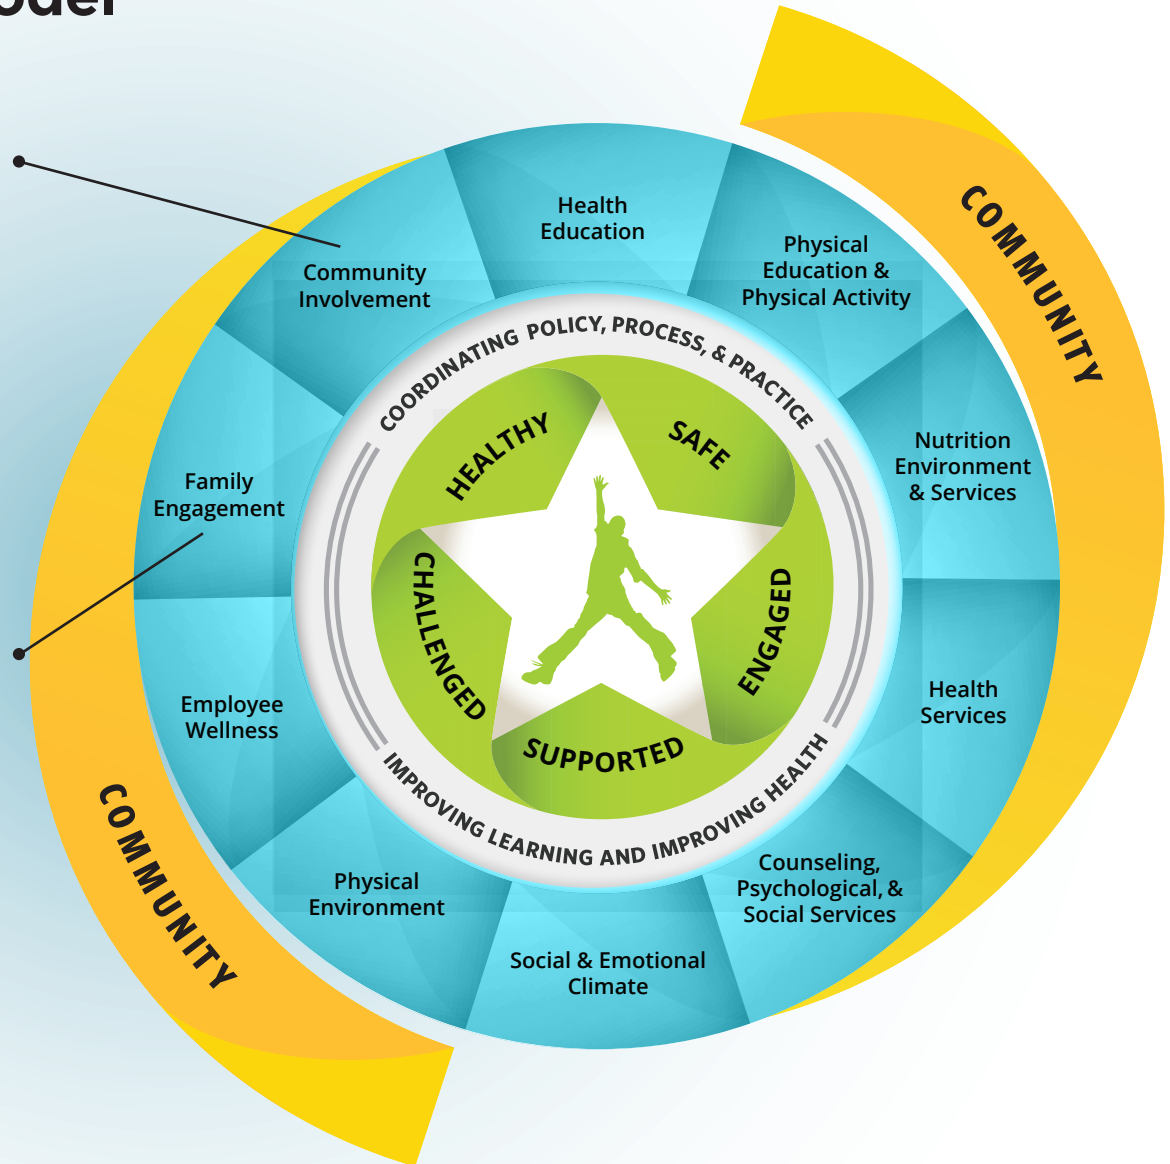 Health
Education
Physical
Education &
Physical Activity
Nutrition
Environment
& Services
Health
Services
Counseling,
Psychological, &
Social Services
Social & Emotional
Climate
Physical
Environment
Employee
Wellness
Family
Engagement
Community
Involvement
COMMUNITY
COMMUNITY
COORDINATING POLICY, PROCESS, & PRACTICE
IMPROVING LEARNING AND IMPROVING HEALTH
HEALTHY
SAFE
ENGAGED
SUPPORTED
CHALLENGED